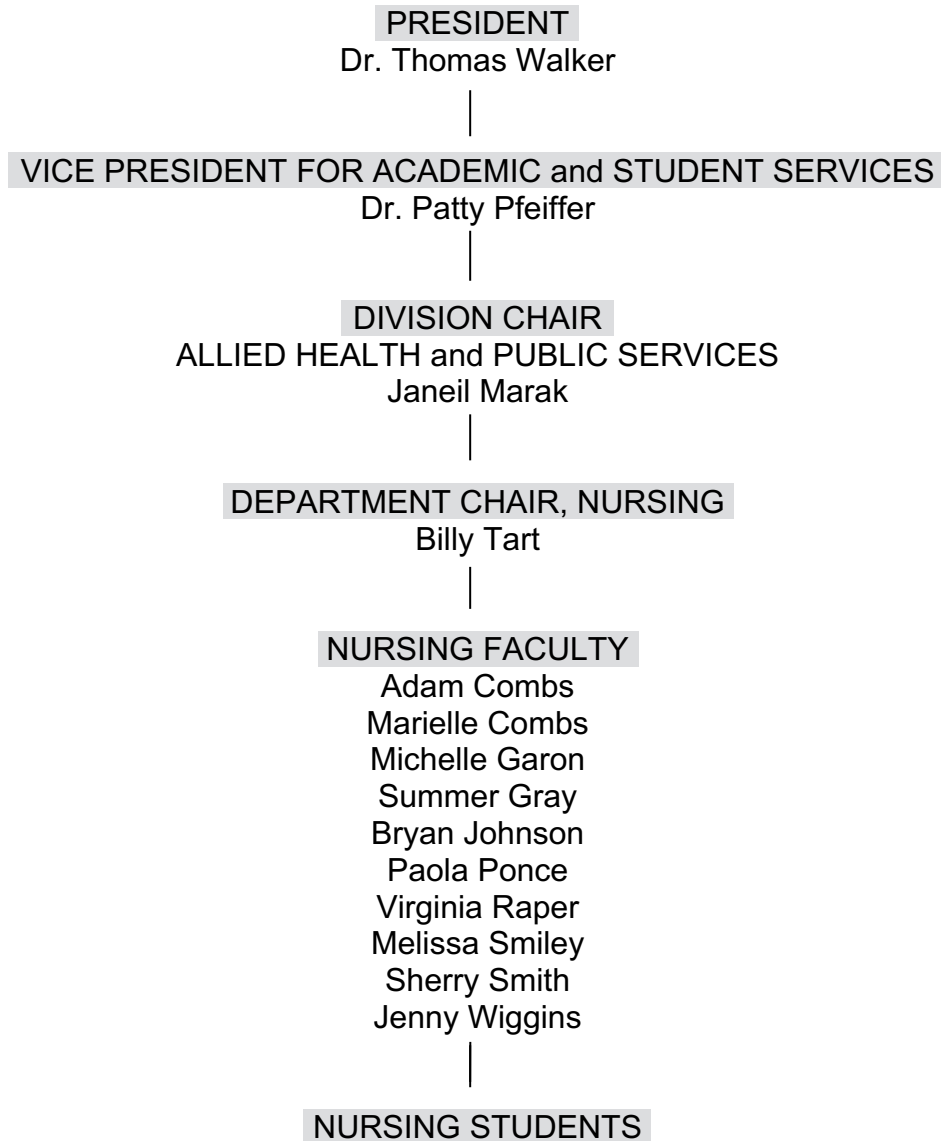 PRESIDENT
Dr. Thomas Walker
VICE PRESIDENT FOR ACADEMIC and STUDENT SERVICES
Dr. Patty Pfeiffer
DIVISION CHAIR
ALLIED HEALTH and PUBLIC SERVICES
Janeil Marak
DEPARTMENT CHAIR, NURSING
Billy Tart
NURSING FACULTY
Adam Combs
Marielle Combs
Michelle Garon
Summer Gray
Bryan Johnson
Paola Ponce
Virginia Raper
Melissa Smiley
Sherry Smith
Jenny Wiggins
NURSING STUDENTS